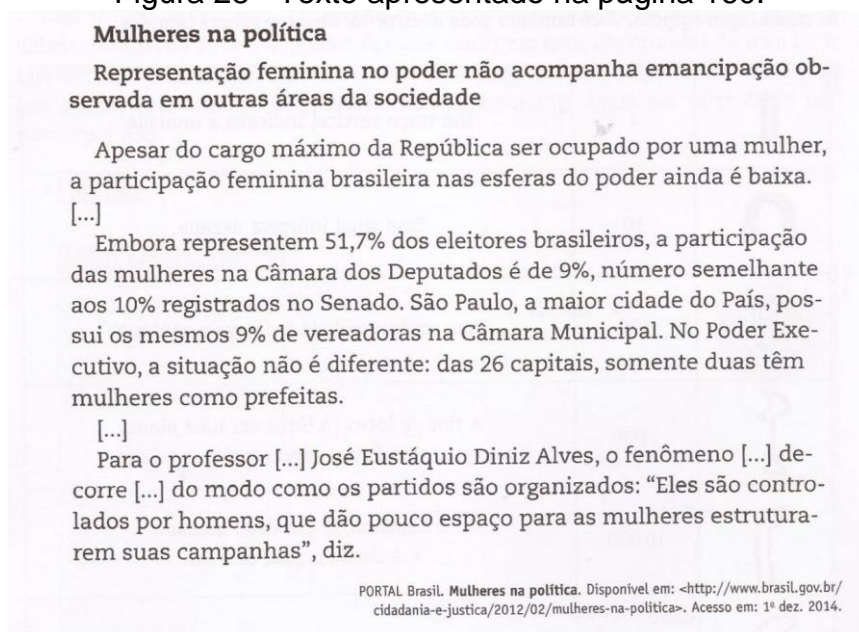 Mulheres na política
Representação feminina no poder não acompanha emancipação ob-
servada em outras áreas da sociedade
Apesar do cargo máximo da República ser ocupado por uma mulher,
a participação feminina brasileira nas esferas do poder ainda é baixa.
[...]
Embora representem 51,7% dos eleitores brasileiros, a participação
das mulheres na Câmara dos Deputados é de 9%, número semelhante
aos 10% registrados no Senado. São Paulo, a maior cidade do País, pos-
sui os mesmos 9% de vereadoras na Câmara Municipal. No Poder Exe-
cutivo, a situação não é diferente: das 26 capitais, somente duas têm
mulheres como prefeitas.
[...]
Para o professor [...] José Eustáquio Diniz Alves, o fenômeno [...] de-
corre [...] do modo como os partidos são organizados: “Eles são contro-
lados por homens, que dão pouco espaço para as mulheres estrutura-
rem suas campanhas”, diz.
PORTAL Brasil. Mulheres na política. Disponível em: <http://www.brasil.gov.br/
cidadania-e-justica/2012/02/mulheres-na-politica>. Acesso em: 1º dez. 2014.